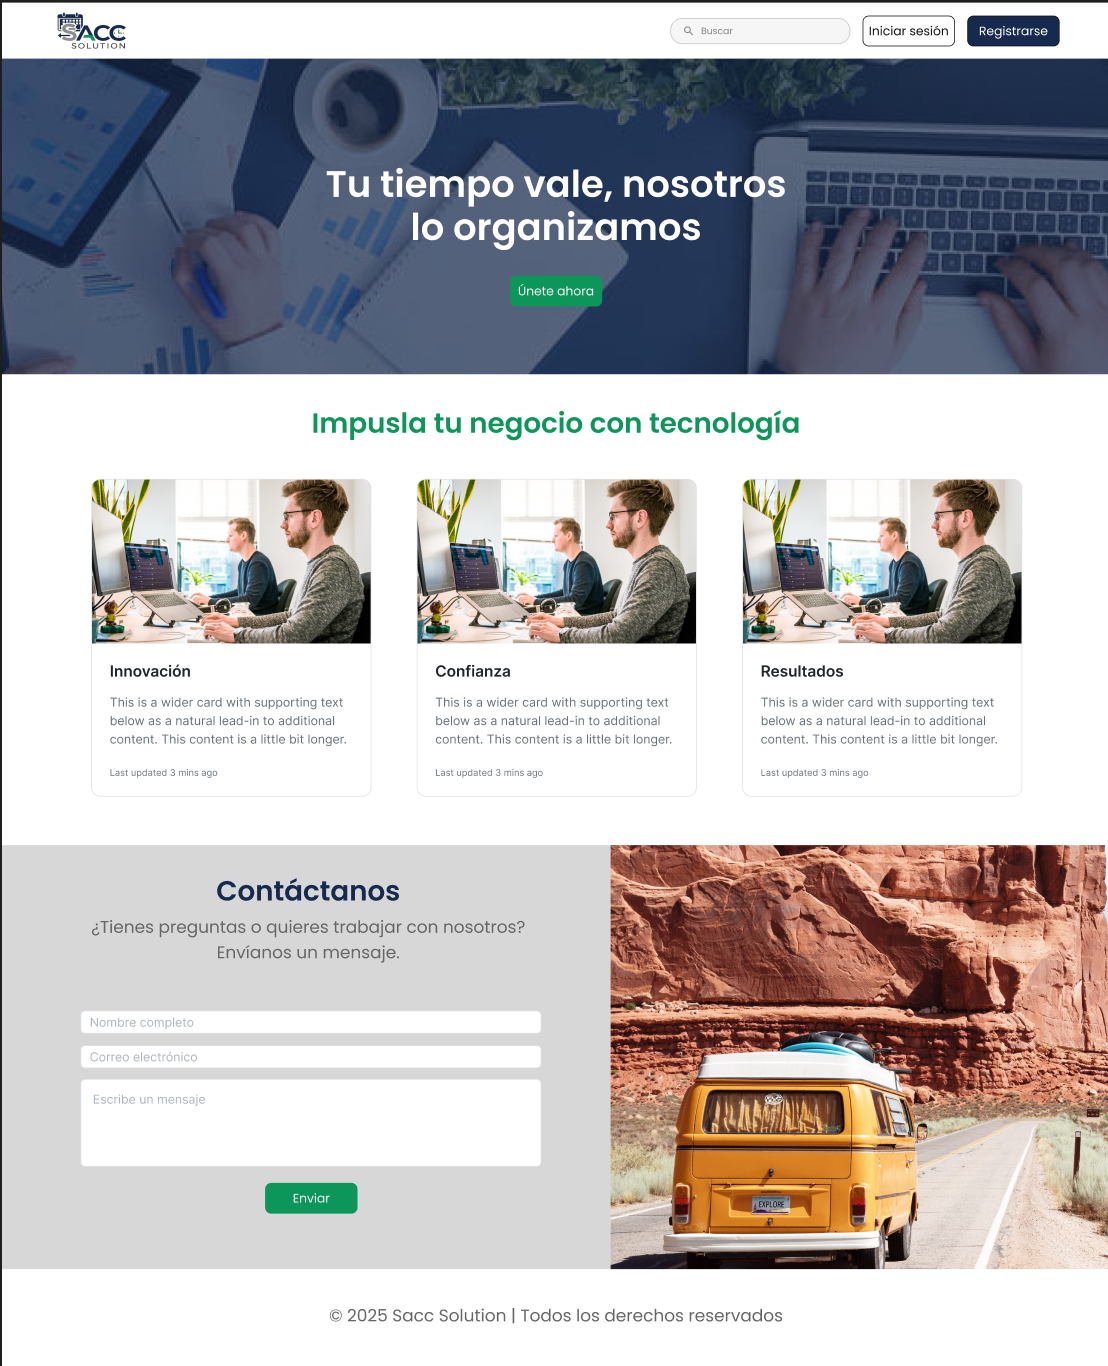 SACC
SOLUTION
Buscar
Iniciar sesión
Registrarse
Tu tiempo vale, nosotros
lo organizamos
Únete ahora
Impusla tu negocio con tecnología
Innovación
This is a wider card with supporting text
below as a natural lead-in to additional
content. This content is a little bit longer.
Last updated 3 mins ago
Confianza
This is a wider card with supporting text
below as a natural lead-in to additional
content. This content is a little bit longer.
Last updated 3 mins ago
Resultados
This is a wider card with supporting text
below as a natural lead-in to additional
content. This content is a little bit longer.
Last updated 3 mins ago
Contáctanos
¿Tienes preguntas o quieres trabajar con nosotros?
Envíanos un mensaje.
Nombre completo
Correo electrónico
Escribe un mensaje
Enviar
EXPLORE
© 2025 Sacc Solution | Todos los derechos reservados